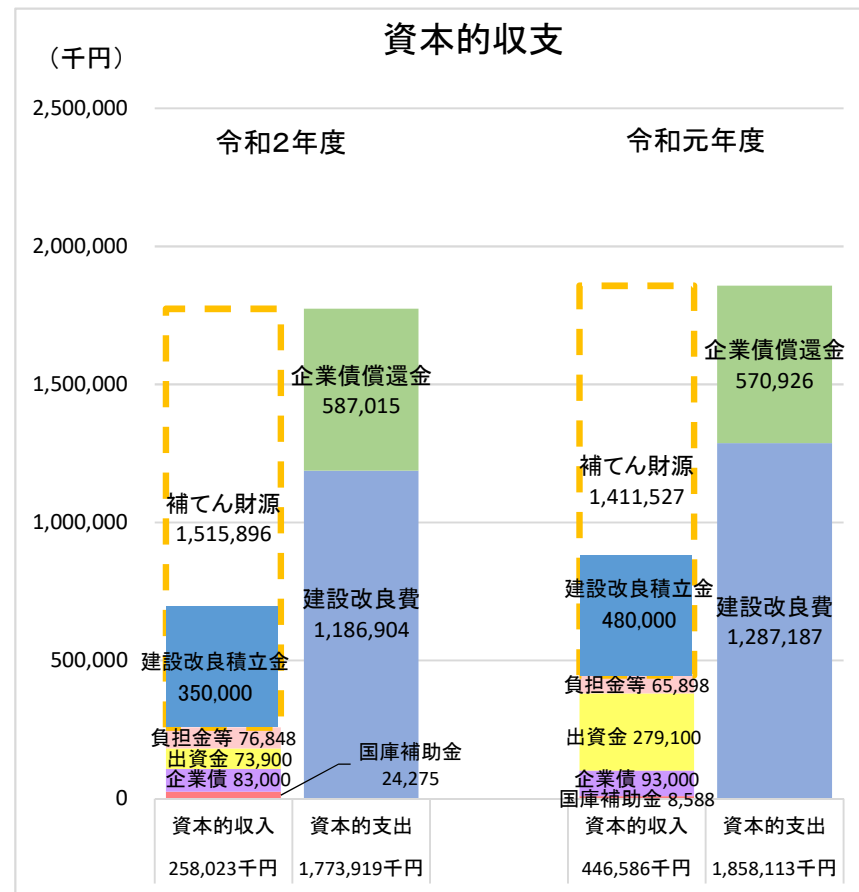 資本的収支
（千円）
2,500,000
2,000,000
1,500,000
1,000,000
500,000
0
令和２年度
補てん財源
1,515,896
建設改良積立金
350,000
負担金等 76,848
出資金 73,900
企業債 83,000
国庫補助金
24,275
企業債償還金
587,015
建設改良費
1,186,904
資本的収入
258,023千円
資本的支出
1,773,919千円
令和元年度
補てん財源
1,411,527
建設改良積立金
480,000
負担金等 65,898
出資金 279,100
企業債 93,000
国庫補助金 8,588
企業債償還金
570,926
建設改良費
1,287,187
資本的収入
446,586千円
資本的支出
1,858,113千円